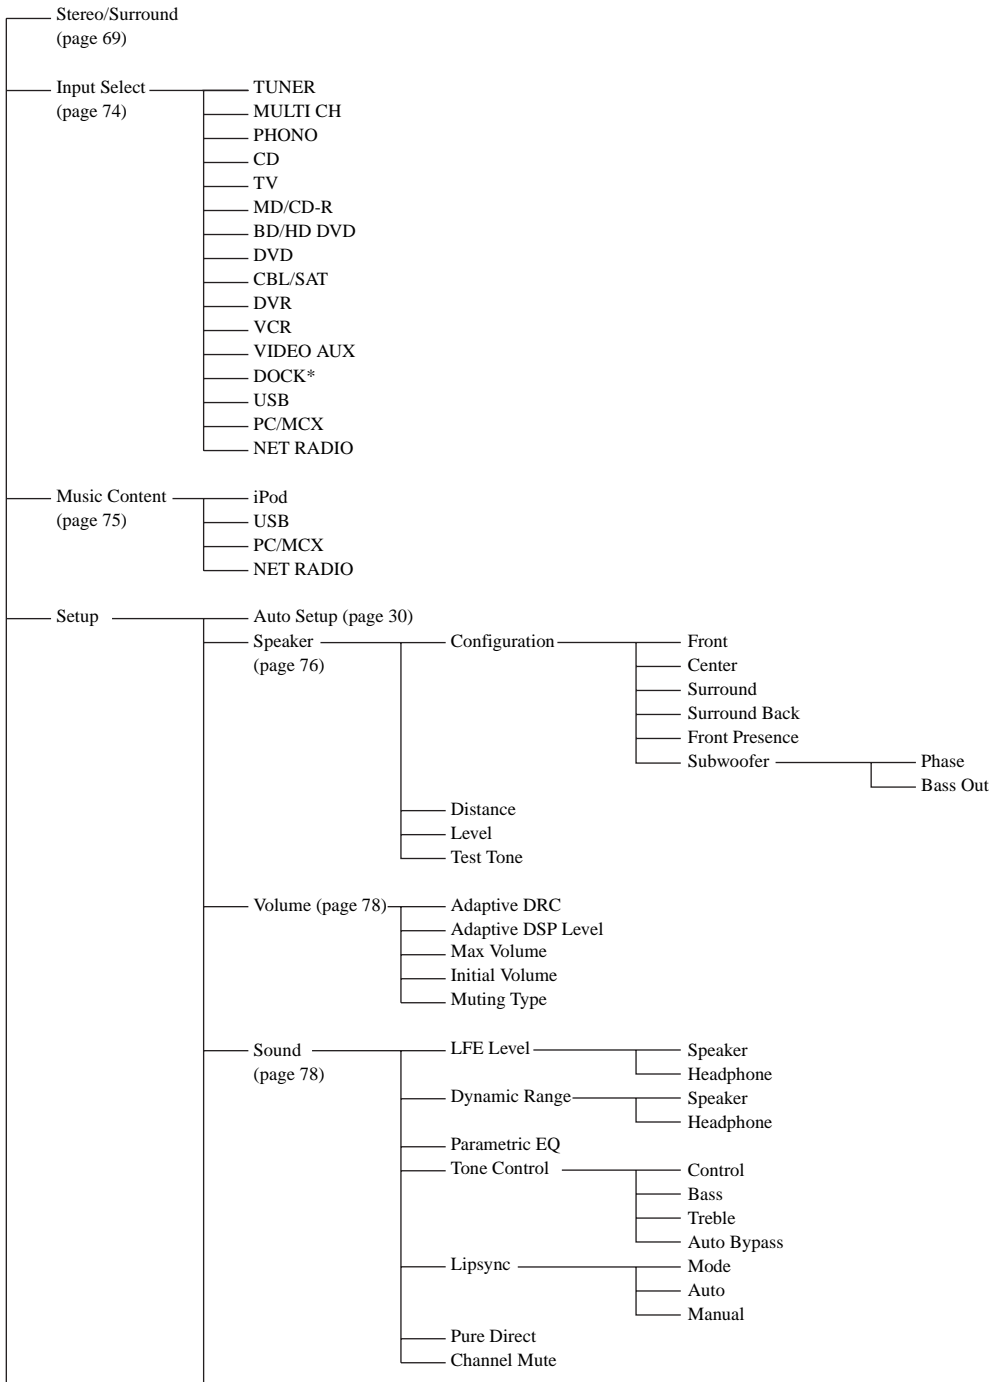 Stereo/Surround
(page 69)
Input Select
(page 74)
TUNER
MULTI CH
PHONO
CD
TV
MD/CD-R
BD/HD DVD
DVD
CBL/SAT
DVR
VCR
VIDEO AUX
DOCK*
USB
PC/MCX
NET RADIO
Music Content
(page 75)
iPod
USB
PC/MCX
NET RADIO
Setup
Auto Setup (page 30)
Speaker
(page 76)
Configuration
Front
Center
Surround
Surround Back
Front Presence
Subwoofer
Phase
Bass Out
Distance
Level
Test Tone
Volume (page 78)
Adaptive DRC
Adaptive DSP Level
Max Volume
Initial Volume
Muting Type
Sound
(page 78)
LFE Level
Speaker
Headphone
Dynamic Range
Speaker
Headphone
Parametric EQ
Tone Control
Control
Bass
Treble
Auto Bypass
Lipsync
Mode
Auto
Manual
Pure Direct
Channel Mute